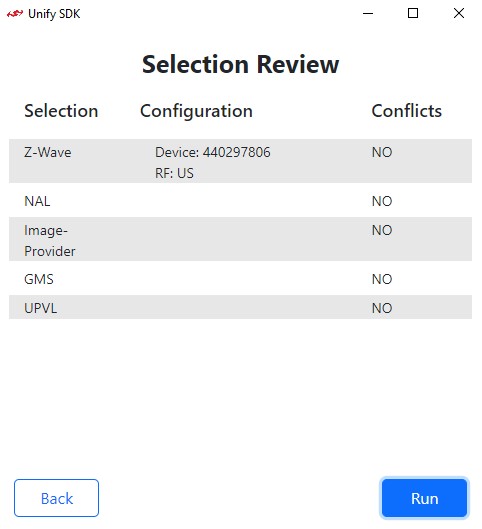 Unify SDK
Selection Review
Selection Configuration Conflicts
Z-Wave Device: 440297806 NO
RF: US
NAL NO
Image- NO
Provider
GMS NO
UPVL NO
Back Run